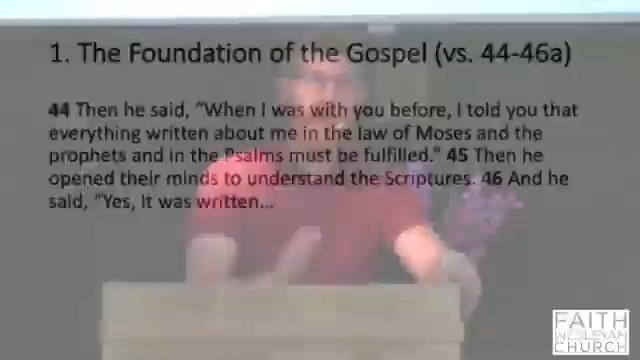 1. The Foundation of the Gospel (vs. 44-46a)
44 Then he said, “When I was with you before, I told you that
everything written about me in the law of Moses and the
prophets and in the Psalms must be fulfilled.” 45 Then he
opened their minds to understand the Scriptures. 46 And he
said, “Yes, It was written...
FAITH
WESLEYAN
CHURCH